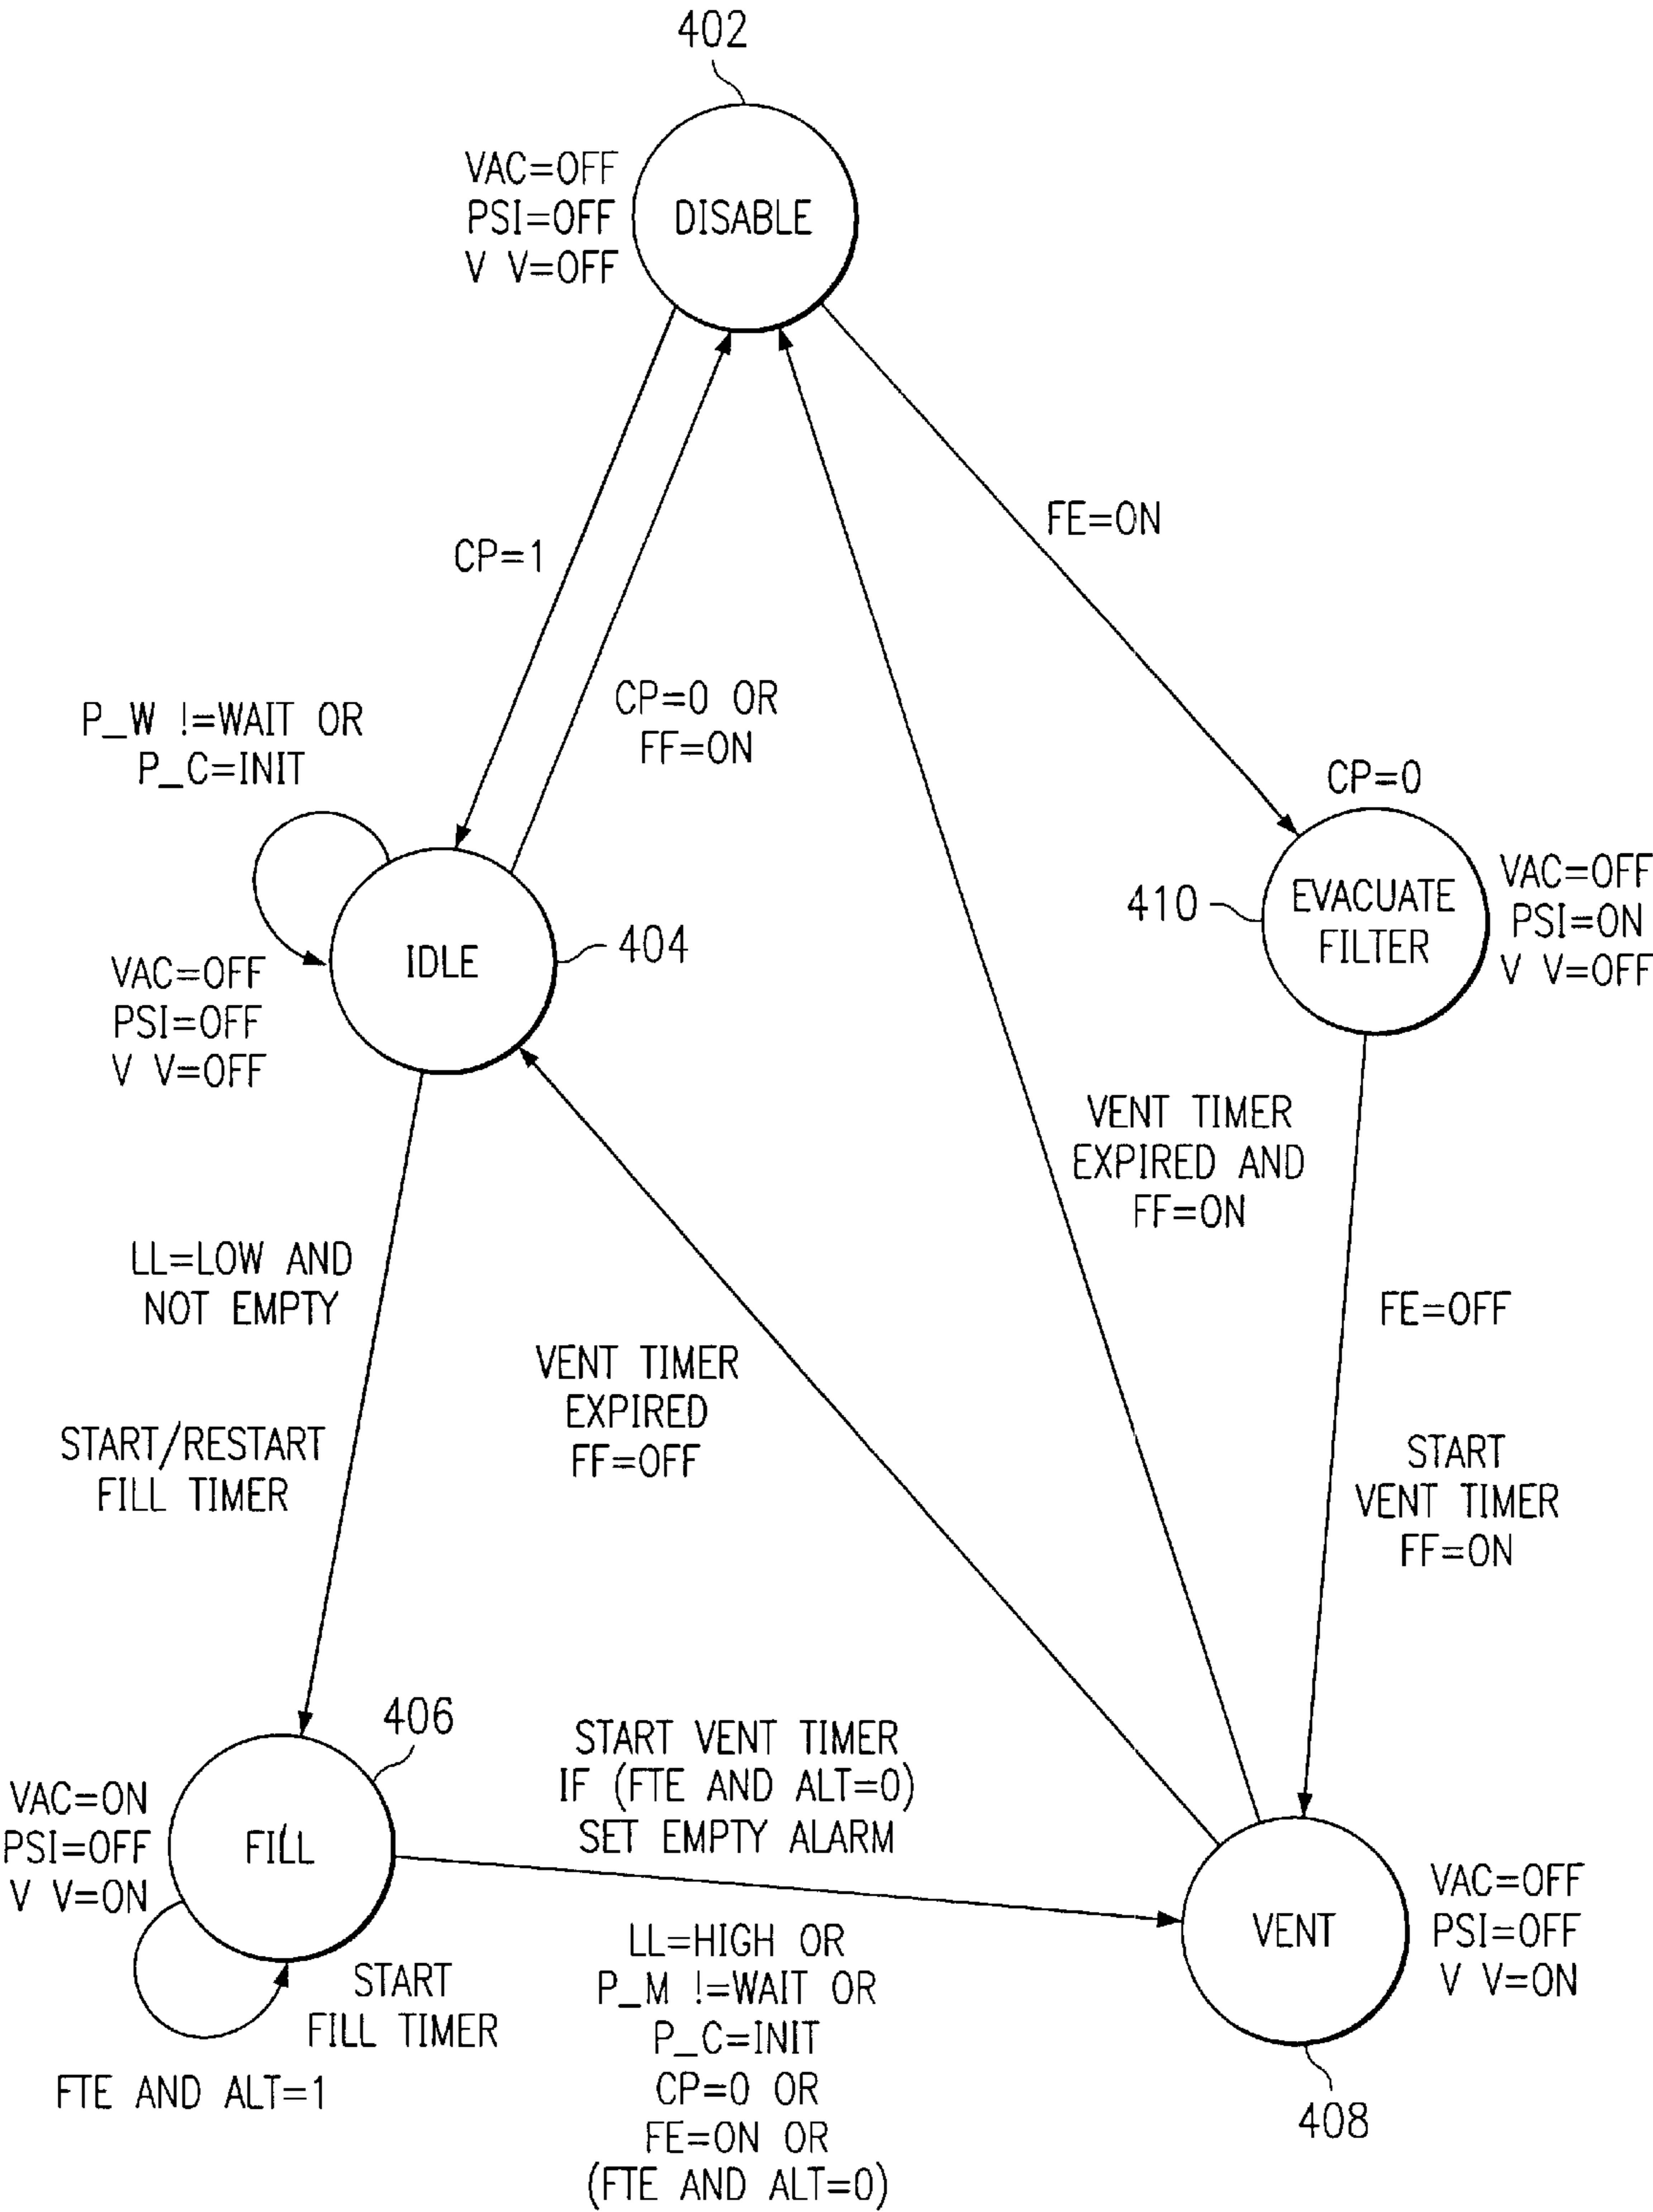 402
VAC=OFF
PSI=OFF
V V=OFF
DISABLE
FE=ON
CP=1
CP=0 OR
FF=ON
P_W !=WAIT OR
P_C=INIT
CP=0
EVACUATE
FILTER
410
VAC=OFF
PSI=ON
V V=OFF
IDLE
404
VAC=OFF
PSI=OFF
V V=OFF
VENT TIMER
EXPIRED AND
FF=ON
LL=LOW AND
NOT EMPTY
FE=OFF
VENT TIMER
EXPIRED
FF=OFF
START/RESTART
FILL TIMER
START
VENT TIMER
FF=ON
406
START VENT TIMER
IF (FTE AND ALT=0)
SET EMPTY ALARM
VAC=ON
PSI=OFF
V V=ON
FILL
VENT
VAC=OFF
PSI=OFF
V V=ON
START
FILL TIMER
FTE AND ALT=1
LL=HIGH OR
P_M !=WAIT OR
P_C=INIT
CP=0 OR
FE=ON OR
(FTE AND ALT=0)
408